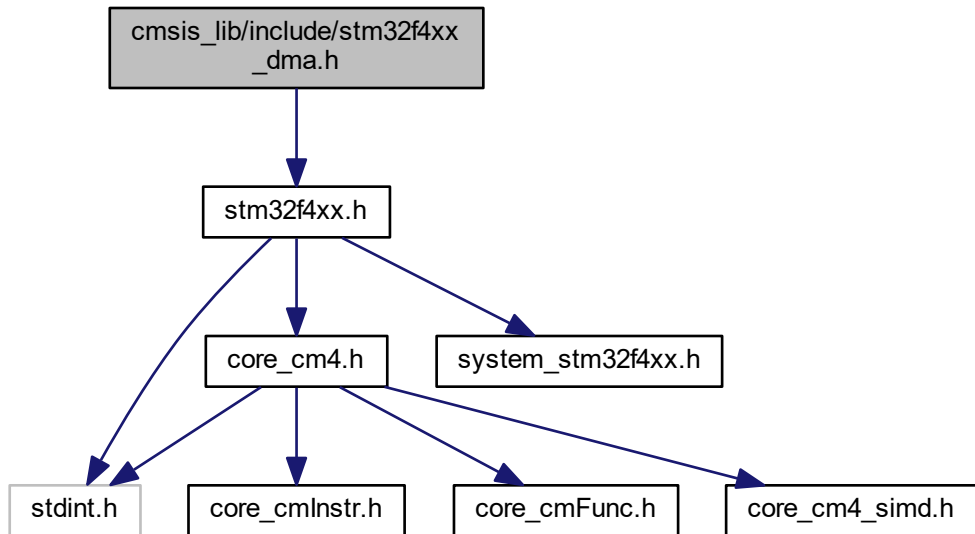 cmsis_lib/include/stm32f4xx
_dma.h
stm32f4xx.h
core_cm4.h
system_stm32f4xx.h
stdint.h
core_cmInstr.h
core_cmFunc.h
core_cm4_simd.h